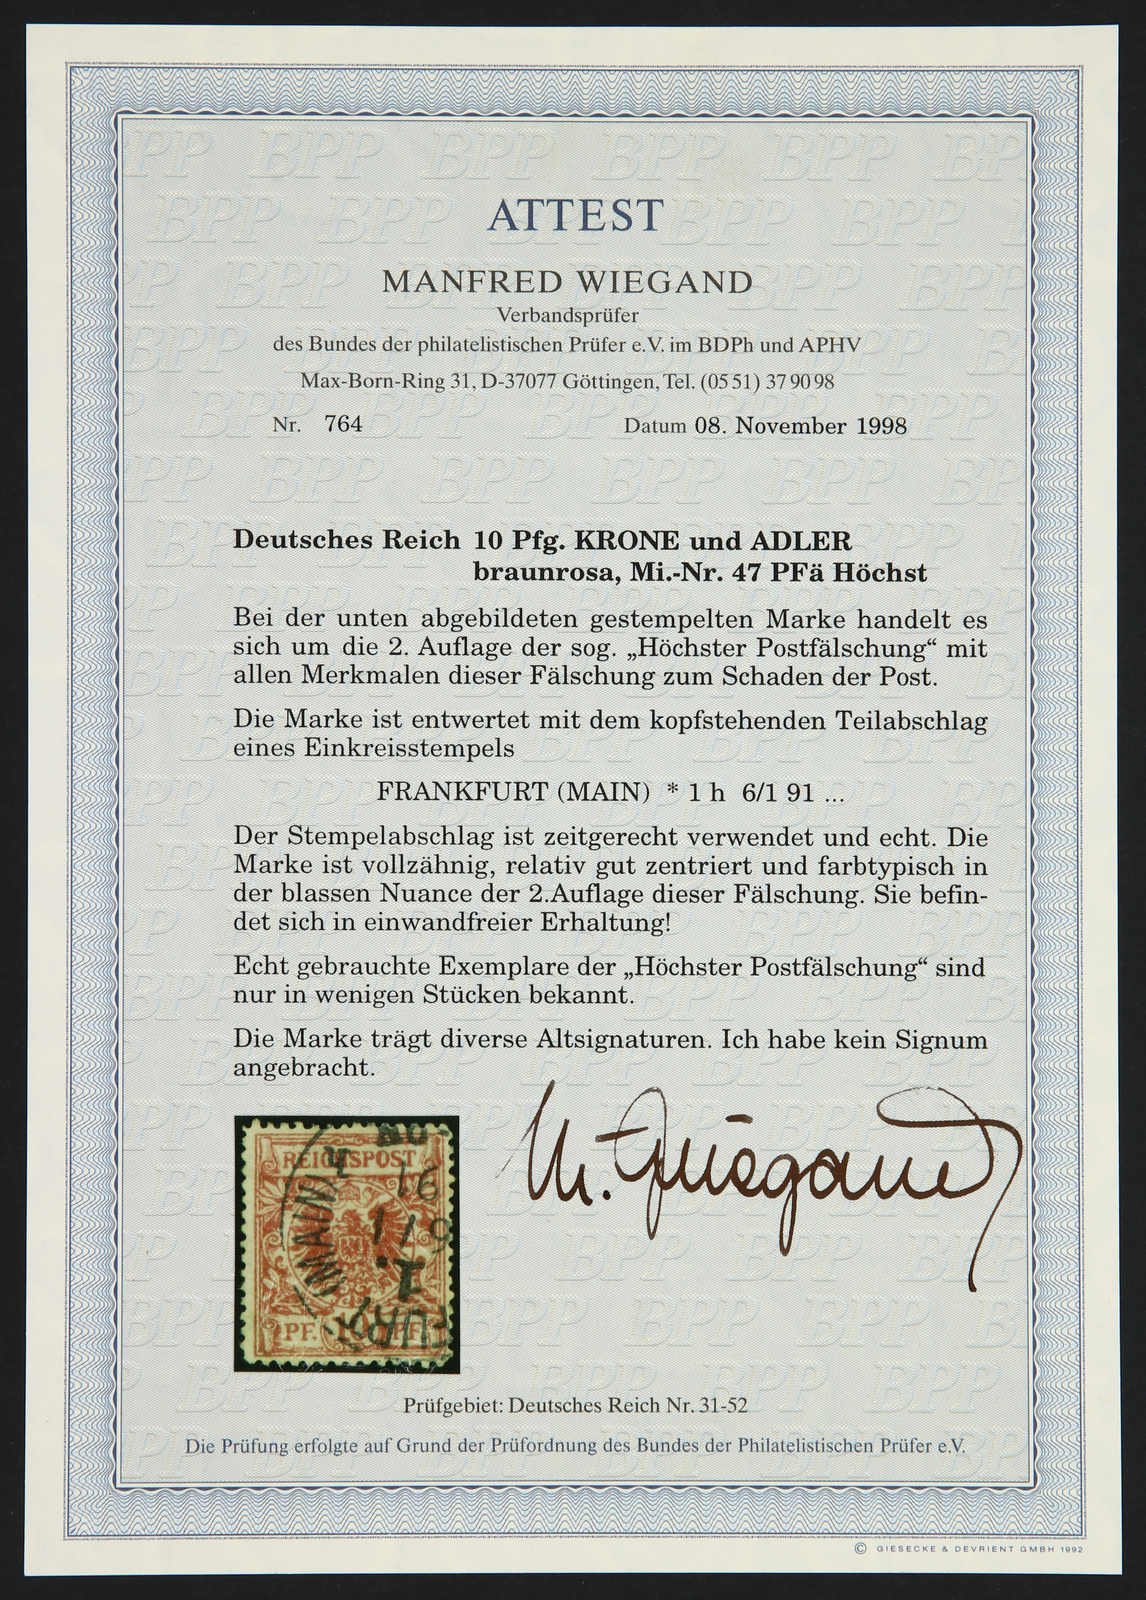 ATTEST
MANFRED WIEGAND
Verbandsprüfer
des Bundes der philatelistischen Prüfer e.V. im BDPh und APHV
Max-Born-Ring 31, D-37077 Göttingen, Tel. (05 51) 37 90 98
Nr. 764 Datum 08. November 1998
Deutsches Reich 10 Pfg. KRONE und ADLER
braunrosa, Mi.-Nr. 47 PFä Höchst
Bei der unten abgebildeten gestempelten Marke handelt es
sich um die 2. Auflage der sog. „Höchster Postfälschung“ mit
allen Merkmalen dieser Fälschung zum Schaden der Post.
Die Marke ist entwertet mit dem kopfstehenden Teilabschlag
eines Einkreisstempels
FRANKFURT (MAIN) * 1 h 6/1 91 ...
Der Stempelabschlag ist zeitgerecht verwendet und echt. Die
Marke ist vollzähnig, relativ gut zentriert und farbtypisch in
der blassen Nuance der 2.Auflage dieser Fälschung. Sie befin-
det sich in einwandfreier Erhaltung!
Echt gebrauchte Exemplare der „Höchster Postfälschung“ sind
nur in wenigen Stücken bekannt.
Die Marke trägt diverse Altsignaturen. Ich habe kein Signum
angebracht.
M. Wiegand
REICHSPOST
PF. 10 PF.
Prüfgebiet: Deutsches Reich Nr. 31-52
Die Prüfung erfolgte auf Grund der Prüfordnung des Bundes der Philatelistischen Prüfer e.V.
© GIESECKE & DEVRIENT GMBH 1992